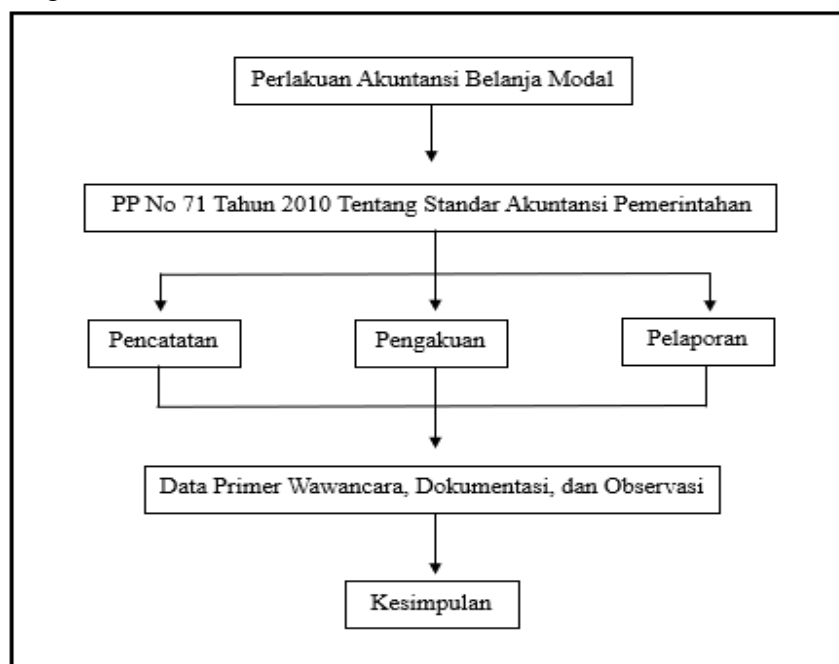 Perlakuan Akuntansi Belanja Modal
PP No 71 Tahun 2010 Tentang Standar Akuntansi Pemerintahan
Pencatatan
Pengakuan
Pelaporan
Data Primer Wawancara, Dokumentasi, dan Observasi
Kesimpulan